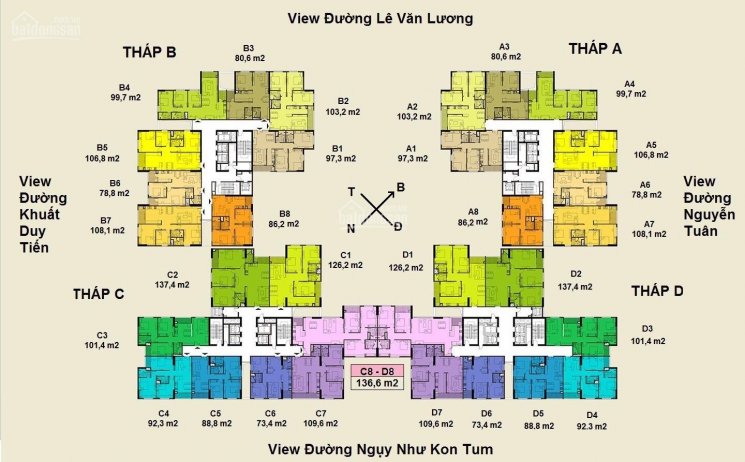 View Đường Lê Văn Lương
THÁP B
THÁP A
B3
80,6 m2
A3
80,6 m2
B4
99,7 m2
A4
99,7 m2
B2
103,2 m2
A2
103,2 m2
B5
106,8 m2
B1
97,3 m2
A1
97,3 m2
A5
106,8 m2
View
Đường
Khuất
Duy
Tiến
B6
78,8 m2
A6
78,8 m2
View
Đường
Nguyễn
Tuân
T
B
N
Đ
B7
108,1 m2
B8
86,2 m2
A8
86,2 m2
A7
108,1 m2
C2
137,4 m2
C1
126,2 m2
D1
126,2 m2
D2
137,4 m2
THÁP C
THÁP D
C3
101,4 m2
D3
101,4 m2
C8 - D8
136,6 m2
C4
92,3 m2
C5
88,8 m2
C6
73,4 m2
C7
109,6 m2
D7
109,6 m2
D6
73,4 m2
D5
88.8 m2
D4
92.3 m2
View Đường Ngụy Như Kon Tum